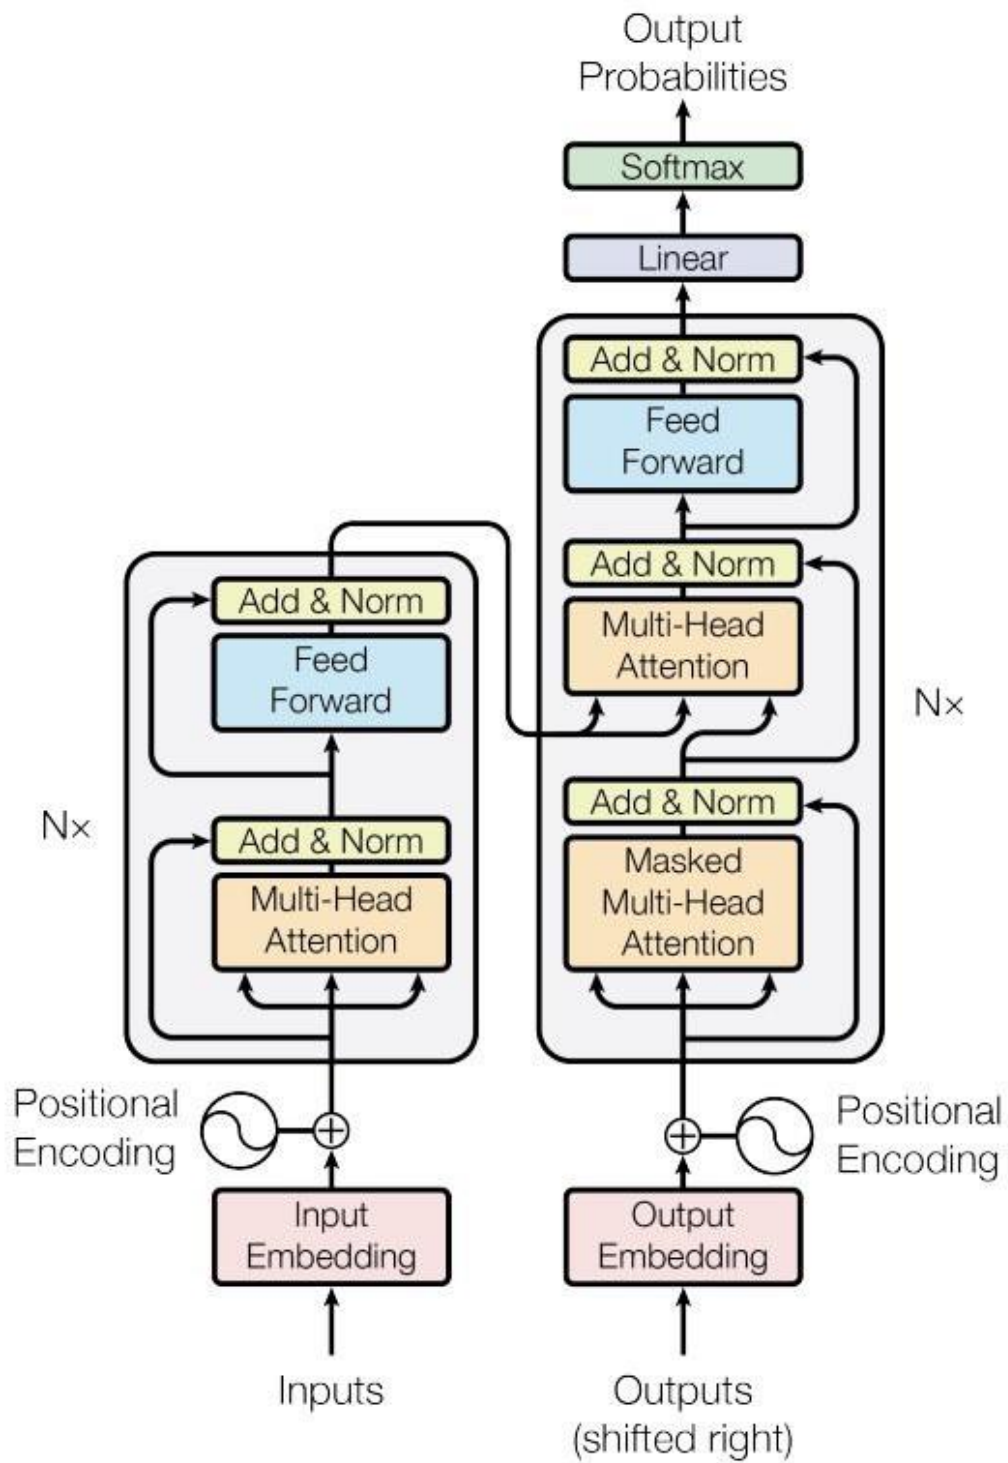 Output
Probabilities
Softmax
Linear
Add & Norm
Feed
Forward
Add & Norm
Multi-Head
Attention
Add & Norm
Masked
Multi-Head
Attention
N×
Add & Norm
Feed
Forward
Add & Norm
Multi-Head
Attention
N×
Positional
Encoding
Positional
Encoding
Input
Embedding
Output
Embedding
Inputs
Outputs
(shifted right)